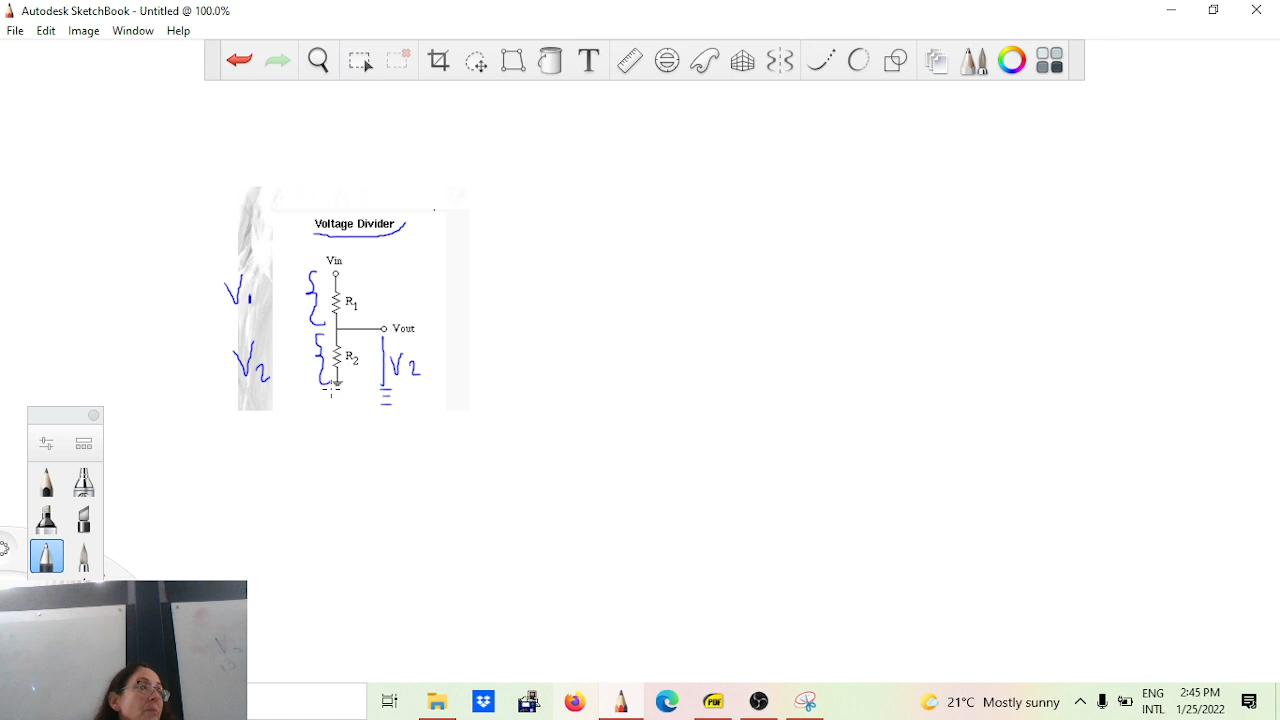 Autodesk SketchBook - Untitled @ 100.0%
File Edit Image Window Help
T
Voltage Divider
Vin
V1
R1
Vout
V2
R2
V2
PDF
21°C Mostly sunny
ENG
INTL
2:45 PM
1/25/2022